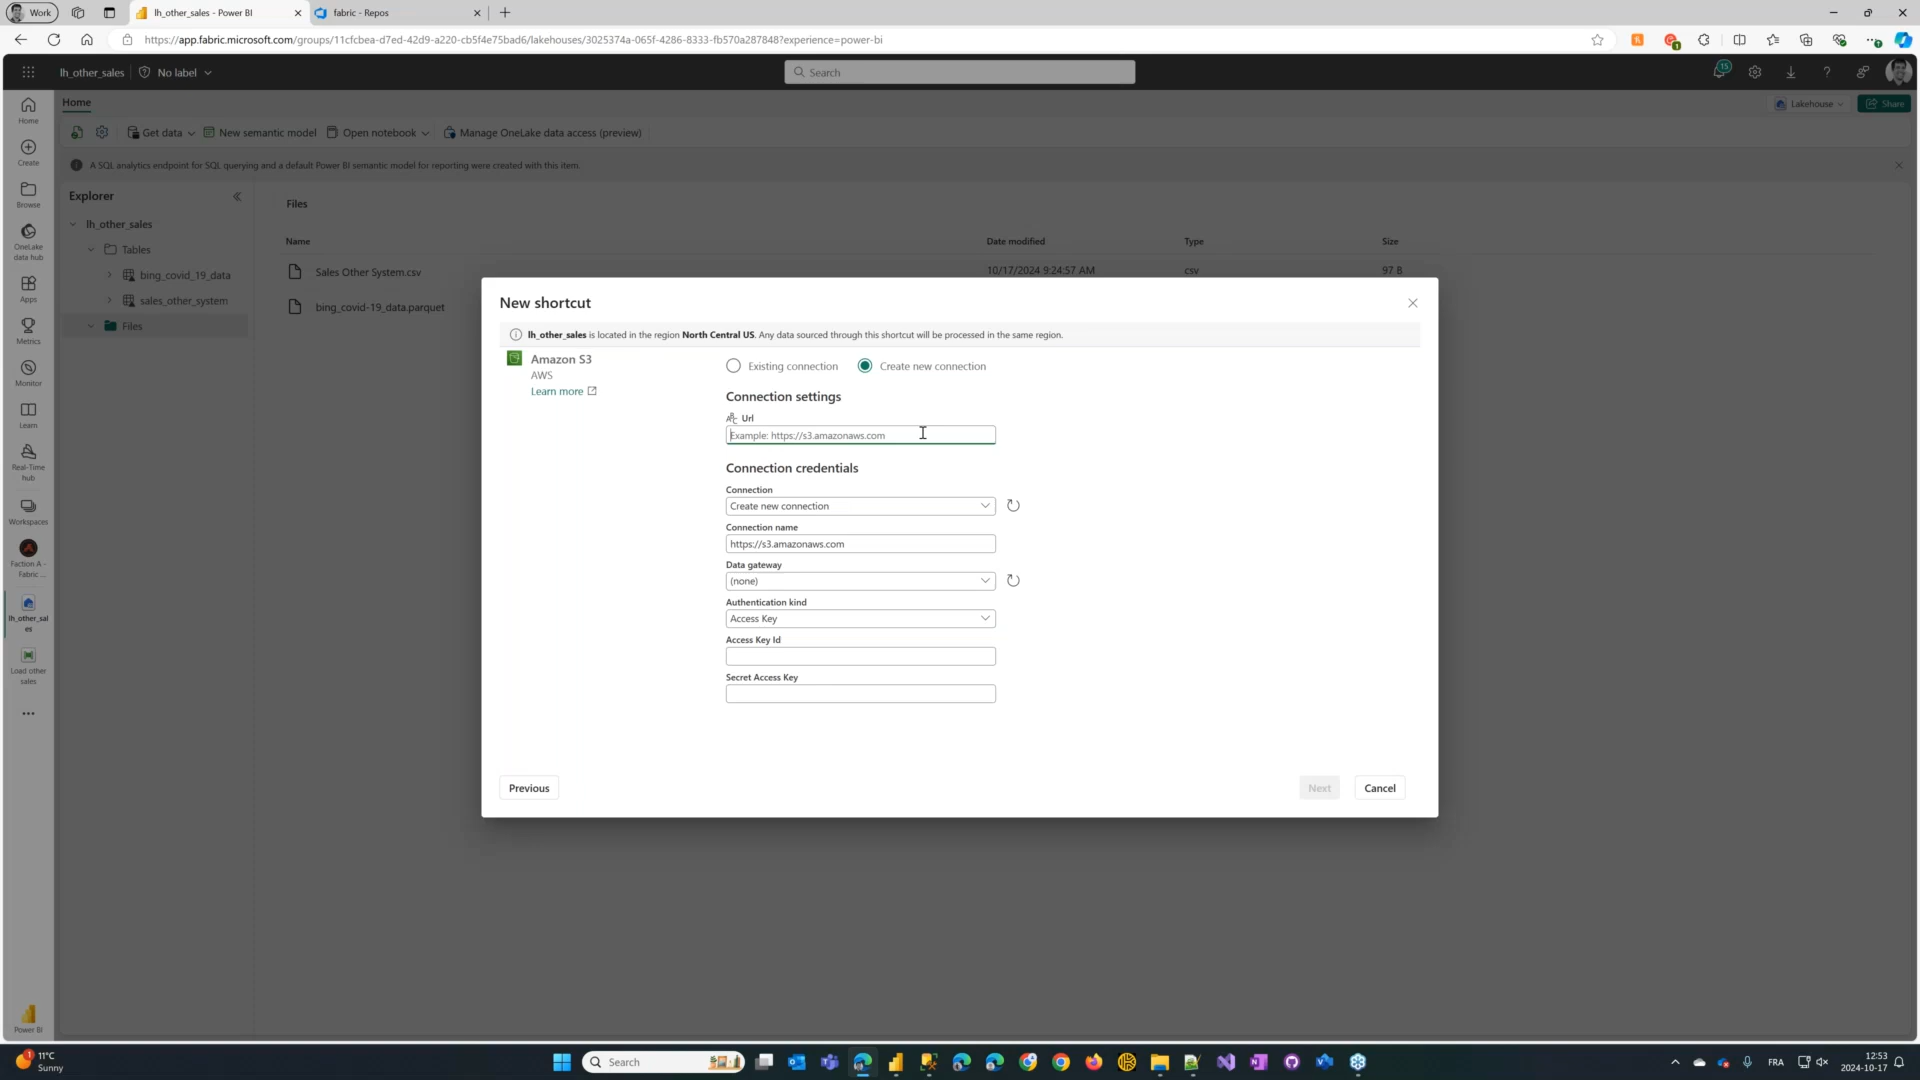 Work
lh_other_sales - Power BI
fabric - Repos
https://app.fabric.microsoft.com/groups/11cfcbea-d7ed-42d9-a220-cb5f4e75bad6/lakehouses/3025374a-065f-4286-8333-fb570a287848?experience=power-bi
lh_other_sales
No label
Search
15
Home
Lakehouse
Share
Get data
New semantic model
Open notebook
Manage OneLake data access (preview)
A SQL analytics endpoint for SQL querying and a default Power BI semantic model for reporting were created with this item.
Home
Create
Browse
OneLake
data hub
Apps
Metrics
Monitor
Learn
Real-Time
hub
Workspaces
Faction A -
Fabric ...
lh_other_sal
es
Load other
sales
Power BI
Explorer
lh_other_sales
Tables
bing_covid_19_data
sales_other_system
Files
Files
Name
Date modified
Type
Size
Sales Other System.csv
10/17/2024 9:24:57 AM
csv
97 B
bing_covid-19_data.parquet
New shortcut
lh_other_sales is located in the region North Central US. Any data sourced through this shortcut will be processed in the same region.
Amazon S3
AWS
Learn more
Existing connection
Create new connection
Connection settings
Url
Example: https://s3.amazonaws.com
Connection credentials
Connection
Create new connection
Connection name
https://s3.amazonaws.com
Data gateway
(none)
Authentication kind
Access Key
Access Key Id
Secret Access Key
Previous
Next
Cancel
1
11°C
Sunny
Search
FRA
12:53
2024-10-17